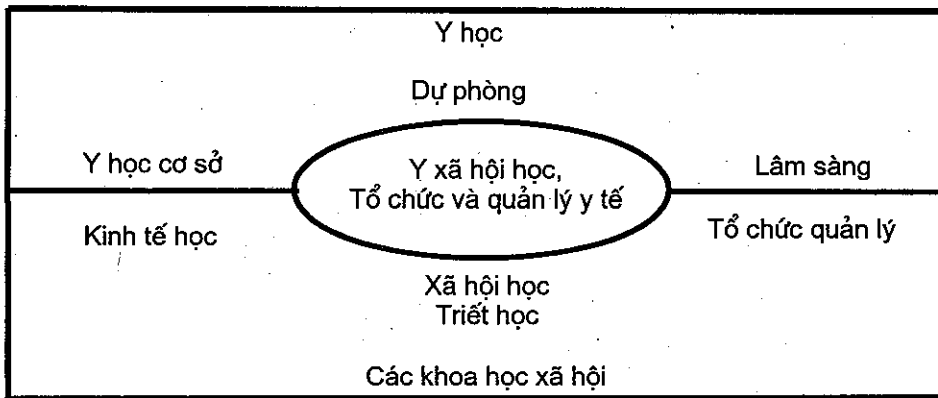 Y học
Dự phòng
Y học cơ sở
Y xã hội học,
Tổ chức và quản lý y tế
Lâm sàng
Kinh tế học
Tổ chức quản lý
Xã hội học
Triết học
Các khoa học xã hội